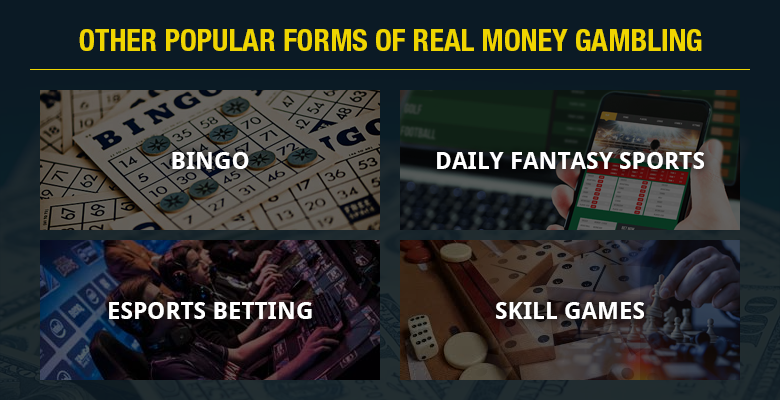 OTHER POPULAR FORMS OF REAL MONEY GAMBLING
BINGO
DAILY FANTASY SPORTS
ESPORTS BETTING
SKILL GAMES